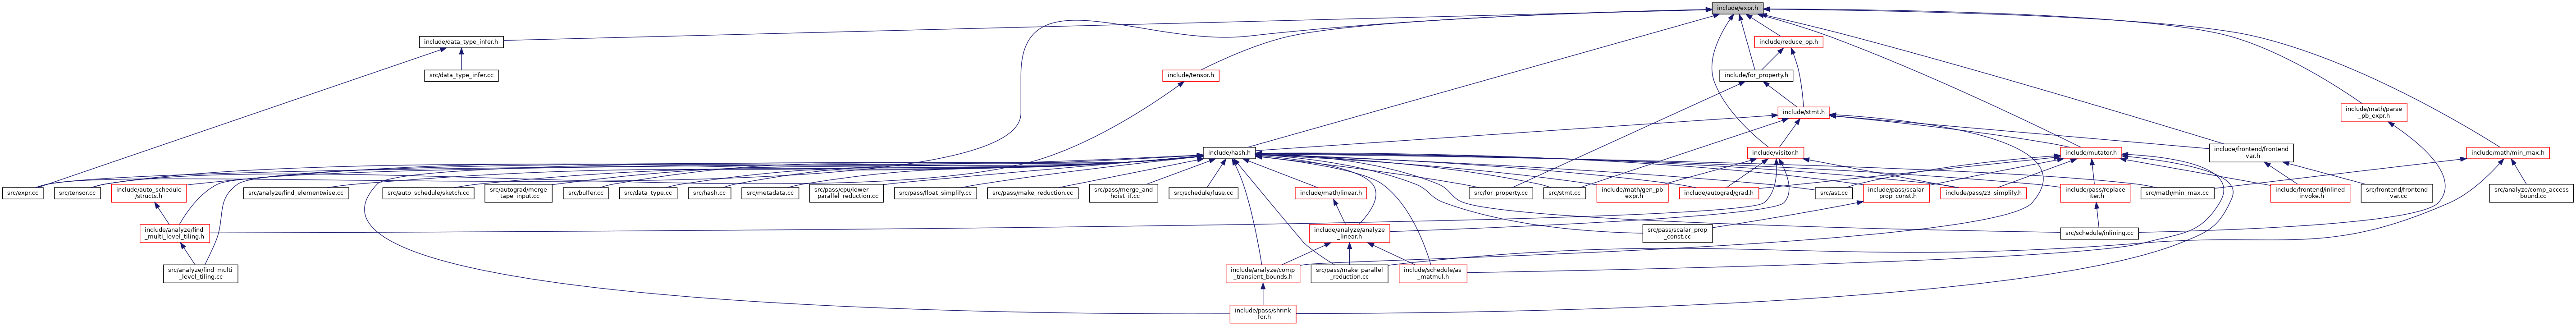 include/expr.h
include/data_type_infer.h
include/reduce_op.h
src/data_type_infer.cc
include/tensor.h
include/for_property.h
include/stmt.h
include/math/parse
_pb_expr.h
include/hash.h
include/visitor.h
include/mutator.h
include/frontend/frontend
_var.h
include/math/min_max.h
src/expr.cc
src/tensor.cc
include/auto_schedule
/structs.h
src/analyze/find_elementwise.cc
src/auto_schedule/sketch.cc
src/autograd/merge
_tape_input.cc
src/buffer.cc
src/data_type.cc
src/hash.cc
src/metadata.cc
src/pass/cpu/lower
_parallel_reduction.cc
src/pass/float_simplify.cc
src/pass/make_reduction.cc
src/pass/merge_and
_hoist_if.cc
src/schedule/fuse.cc
include/math/linear.h
src/for_property.cc
src/stmt.cc
include/math/gen_pb
_expr.h
include/autograd/grad.h
src/ast.cc
include/pass/scalar
_prop_const.h
include/pass/z3_simplify.h
include/pass/replace
_iter.h
src/math/min_max.cc
include/frontend/inlined
_invoke.h
src/frontend/frontend
_var.cc
src/analyze/comp_access
_bound.cc
include/analyze/find
_multi_level_tiling.h
include/analyze/analyze
_linear.h
src/pass/scalar_prop
_const.cc
src/schedule/inlining.cc
src/analyze/find_multi
_level_tiling.cc
include/analyze/comp
_transient_bounds.h
src/pass/make_parallel
_reduction.cc
include/schedule/as
_matmul.h
include/pass/shrink
_for.h